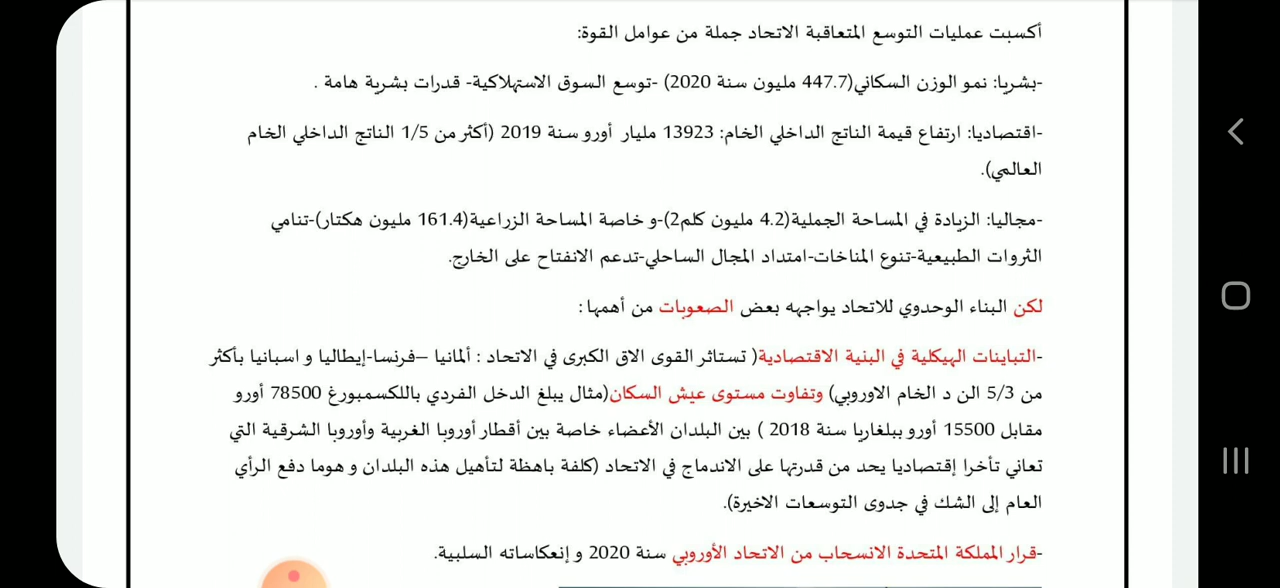 أكسبت عمليات التوسع المتعاقبة الاتحاد جملة من عوامل القوة:
-بشريا: نمو الوزن السكاني(447.7 مليون سنة 2020) -توسع السوق الاستهلاكية- قدرات بشرية هامة .
-اقتصاديا: ارتفاع قيمة الناتج الداخلي الخام: 13923 مليار أورو سنة 2019 (أكثر من 1/5 الناتج الداخلي الخام
العالمي).
-مجاليا: الزيادة في المساحة الجملية(4.2 مليون كلم2)-و خاصة المساحة الزراعية(161.4 مليون هكتار)-تنامي
الثروات الطبيعية-تنوع المناخات-امتداد المجال الساحلي-تدعم الانفتاح على الخارج.
لكن البناء الوحدوي للاتحاد يواجهه بعض الصعوبات من أهمها :
-التباينات الهيكلية في البنية الاقتصادية( تستاثر القوى الاق الكبرى في الاتحاد : ألمانيا –فرنسا-إيطاليا و اسبانيا بأكثر
من 5/3 الن د الخام الاوروبي) وتفاوت مستوى عيش السكان(مثال يبلغ الدخل الفردي باللكسمبورغ 78500 أورو
مقابل 15500 أورو ببلغاريا سنة 2018 ) بين البلدان الأعضاء خاصة بين أقطار أوروبا الغربية وأوروبا الشرقية التي
تعاني تأخرا إقتصاديا يحد من قدرتها على الاندماج في الاتحاد (كلفة باهظة لتأهيل هذه البلدان و هوما دفع الرأي
العام إلى الشك في جدوى التوسعات الاخيرة).
-قرار المملكة المتحدة الانسحاب من الاتحاد الأوروبي سنة 2020 و إنعكاساته السلبية.